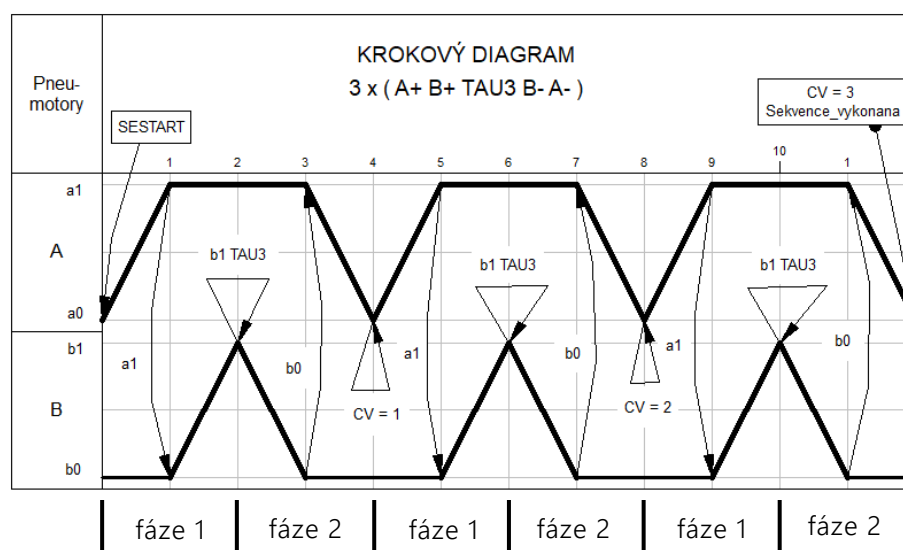 KROKOVÝ DIAGRAM
3 x ( A+ B+ TAU3 B- A- )
Pneu-
motory
CV = 3
Sekvence_vykonana
SESTART
1 2 3 4 5 6 7 8 9 10 1
a1
A
b1 TAU3 b1 TAU3 b1 TAU3
a0
b1
a1 b0 a1 b0 a1 b0
B
CV = 1 CV = 2
b0
fáze 1 fáze 2 fáze 1 fáze 2 fáze 1 fáze 2